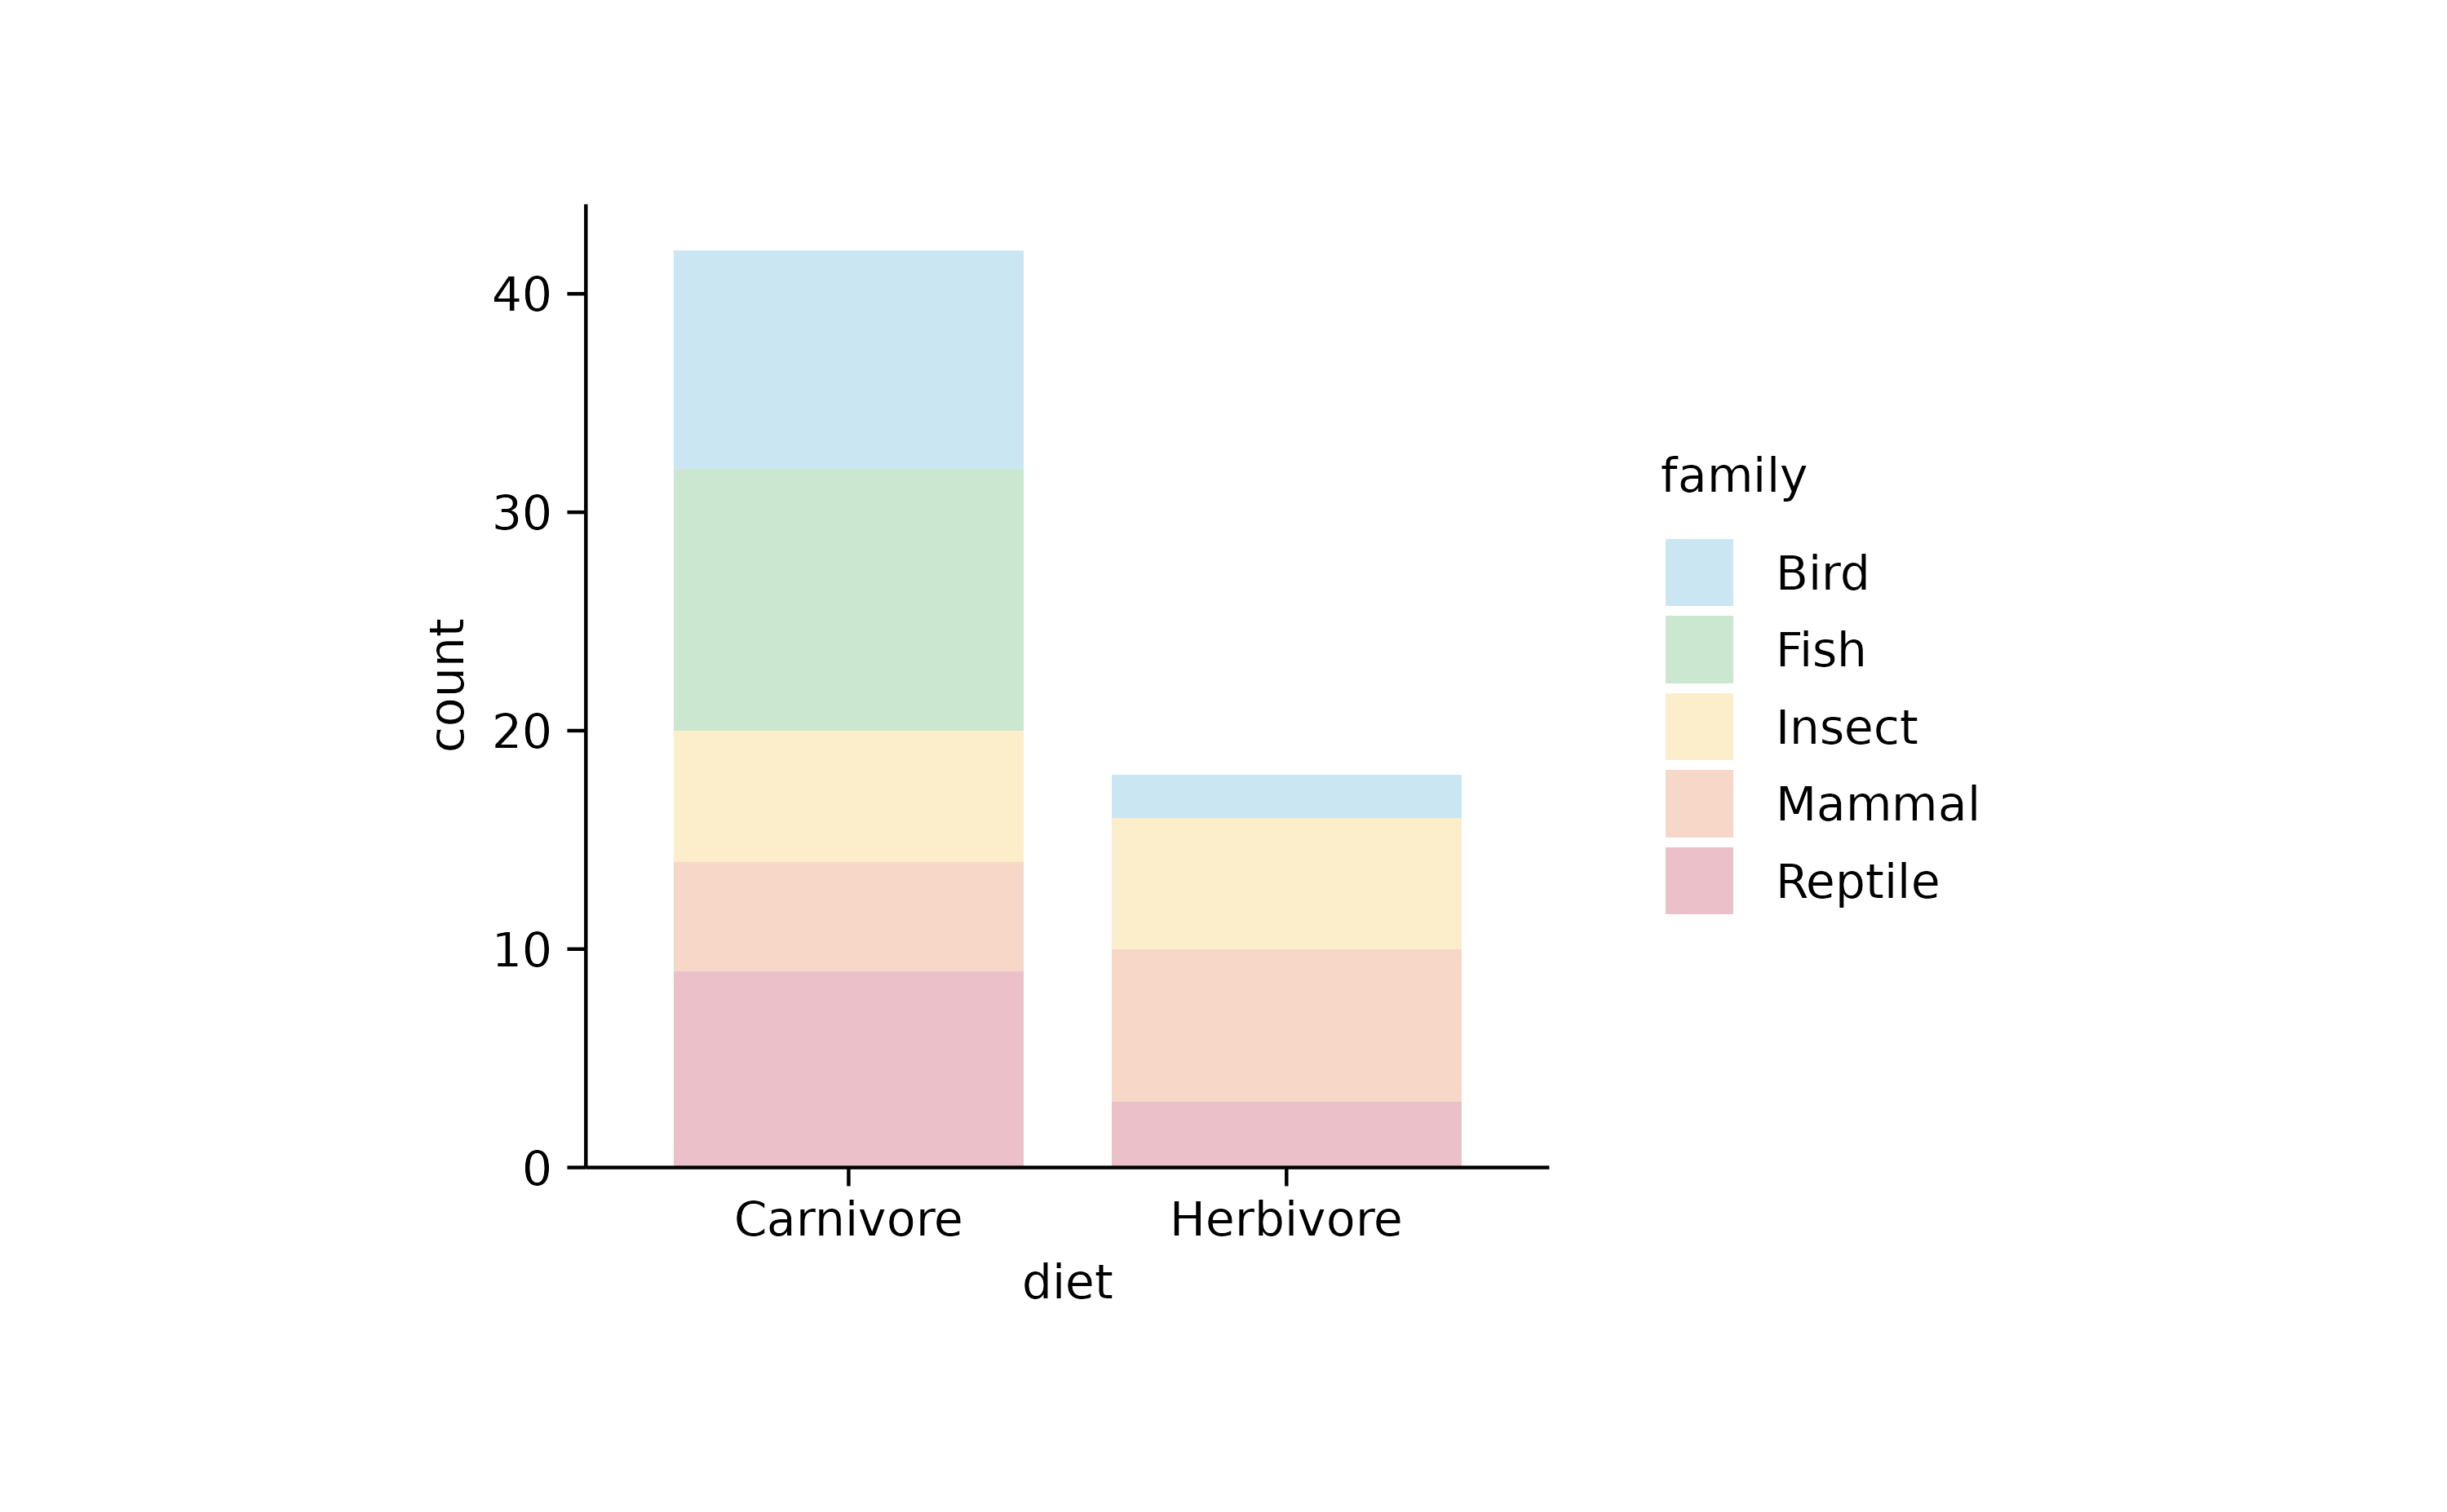 count
40
30
20
10
0
Carnivore
Herbivore
diet
family
Bird
Fish
Insect
Mammal
Reptile